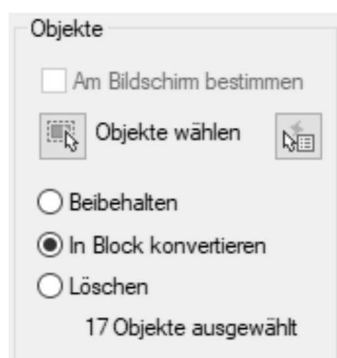 Objekte
Am Bildschirm bestimmen
Objekte wählen
Beibehalten
In Block konvertieren
Löschen
17 Objekte ausgewählt